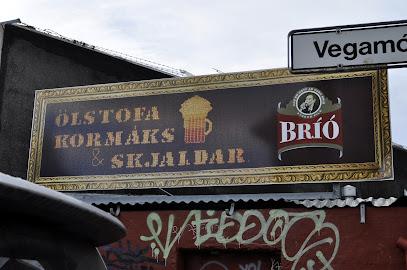 Vegamó
ÖLSTOFA
KORMÁKS
& SKJALDAR
BRÍÓ